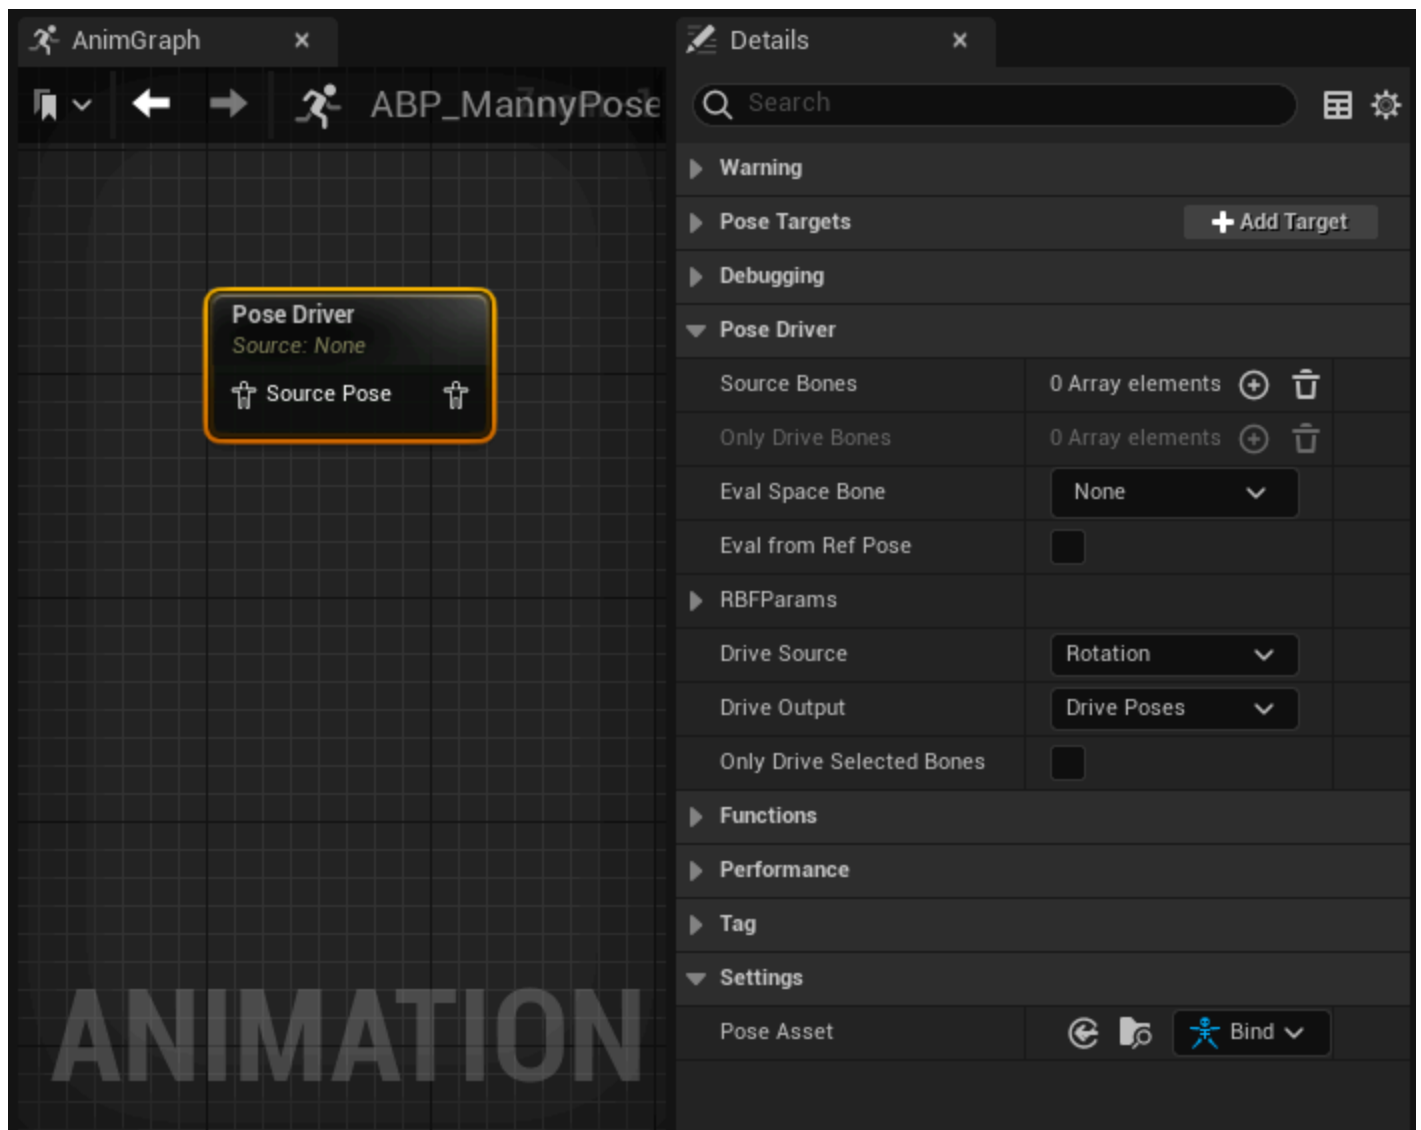 AnimGraph
ABP_MannyPose
Pose Driver
Source: None
Source Pose
ANIMATION
Details
Search
Warning
Pose Targets
Add Target
Debugging
Pose Driver
Source Bones 0 Array elements
Only Drive Bones 0 Array elements
Eval Space Bone None
Eval from Ref Pose
RBFParams
Drive Source Rotation
Drive Output Drive Poses
Only Drive Selected Bones
Functions
Performance
Tag
Settings
Pose Asset Bind